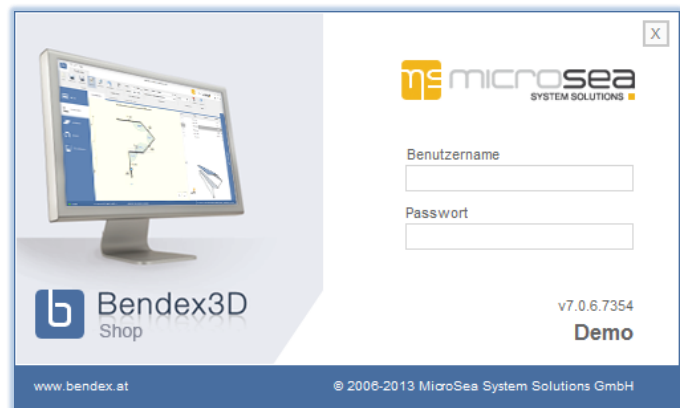 X
ms microsea
SYSTEM SOLUTIONS
Benutzername
Passwort
b Bendex3D
Shop
v7.0.6.7354
Demo
www.bendex.at
© 2006-2013 MicroSea System Solutions GmbH